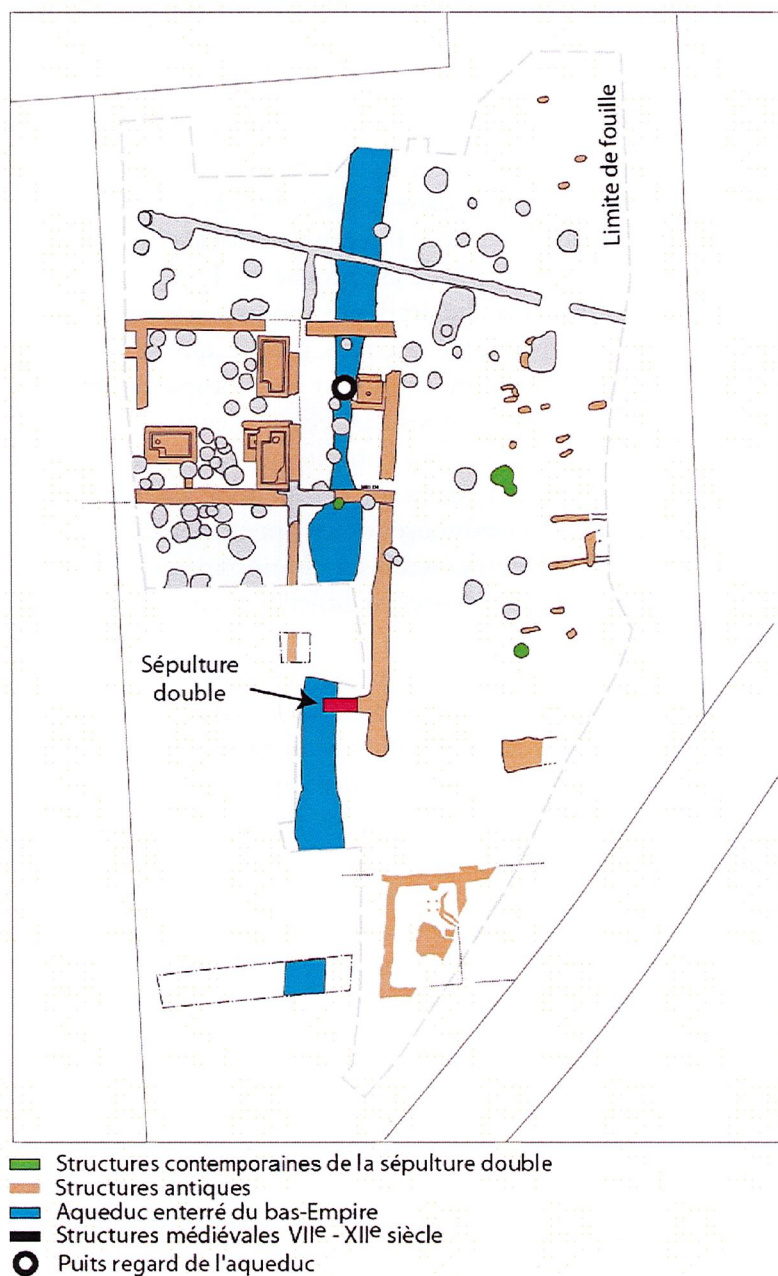 Limite de fouille
Sépulture
double
Structures contemporaines de la sépulture double
Structures antiques
Aqueduc enterré du bas-Empire
Structures médiévales VIIe - XIIe siècle
Puits regard de l'aqueduc